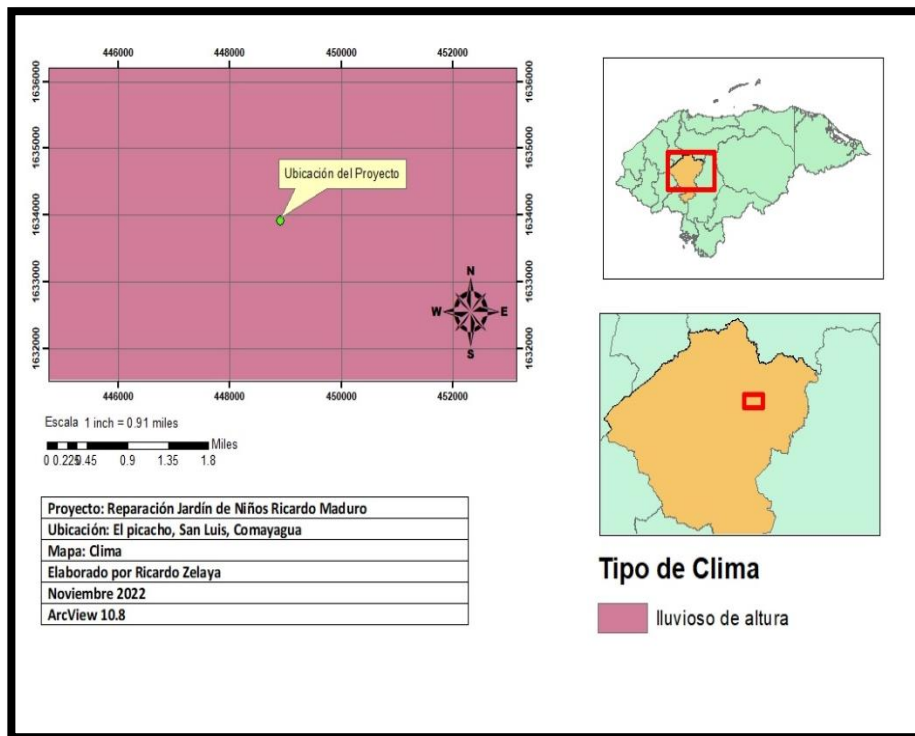 446000 448000 450000 452000
1636000 1636000
1635000 1635000
1634000 1634000
1633000 1633000
1632000 1632000
Ubicación del Proyecto
N
W E
S
446000 448000 450000 452000
Escala 1 inch = 0.91 miles
Miles
0 0.225 0.45 0.9 1.35 1.8
Proyecto: Reparación Jardín de Niños Ricardo Maduro
Ubicación: El picacho, San Luis, Comayagua
Mapa: Clima
Elaborado por Ricardo Zelaya
Noviembre 2022
ArcView 10.8
Tipo de Clima
lluvioso de altura